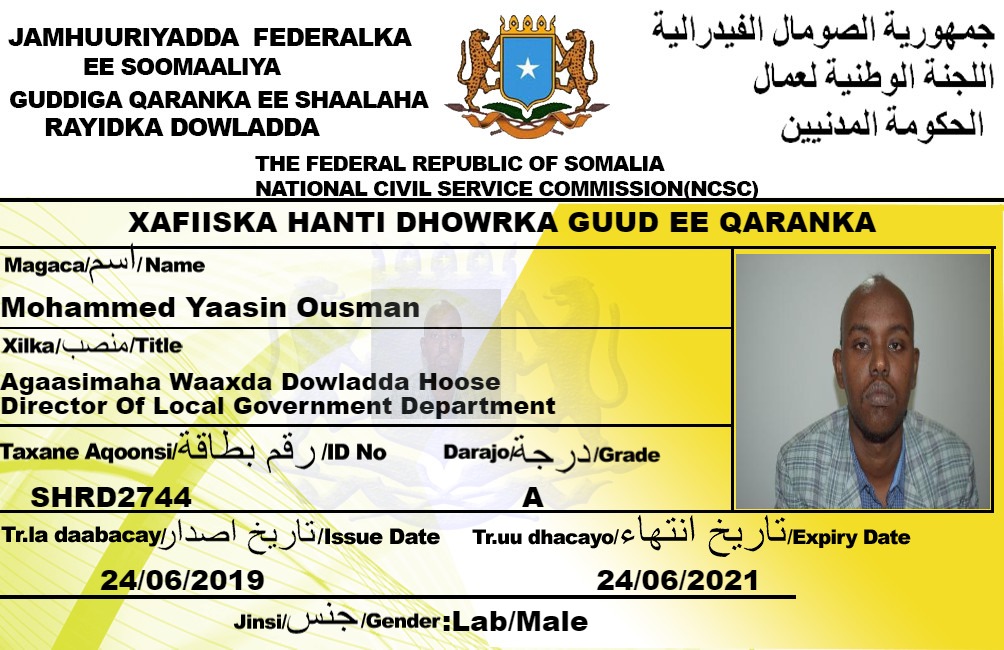 JAMHUURIYADDA FEDERALKA
EE SOOMAALIYA
GUDDIGA QARANKA EE SHAALAHA
RAYIDKA DOWLADDA
جمهورية الصومال الفيدرالية
اللجنة الوطنية لعمال
الحكومة المدنيين
THE FEDERAL REPUBLIC OF SOMALIA
NATIONAL CIVIL SERVICE COMMISSION(NCSC)
XAFIISKA HANTI DHOWRKA GUUD EE QARANKA
Magaca/اسم/Name
Mohammed Yaasin Ousman
Xilka/منصب/Title
Agaasimaha Waaxda Dowladda Hoose
Director Of Local Government Department
Taxane Aqoonsi/رقم بطاقة/ID No
SHRD2744
Darajo/درجة/Grade
A
Tr.la daabacay/تاريخ اصدار/Issue Date
24/06/2019
Tr.uu dhacayo/تاريخ انتهاء/Expiry Date
24/06/2021
Jinsi/جنس/Gender:Lab/Male